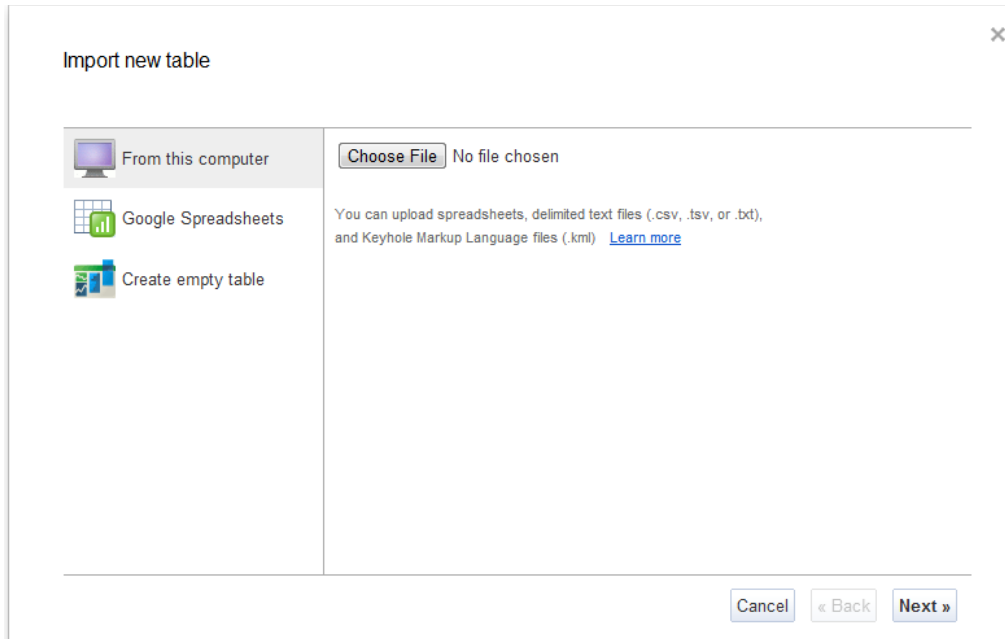 ×
Import new table
From this computer
Choose File No file chosen
Google Spreadsheets
You can upload spreadsheets, delimited text files (.csv, .tsv, or .txt),
and Keyhole Markup Language files (.kml) Learn more
Create empty table
Cancel « Back Next »